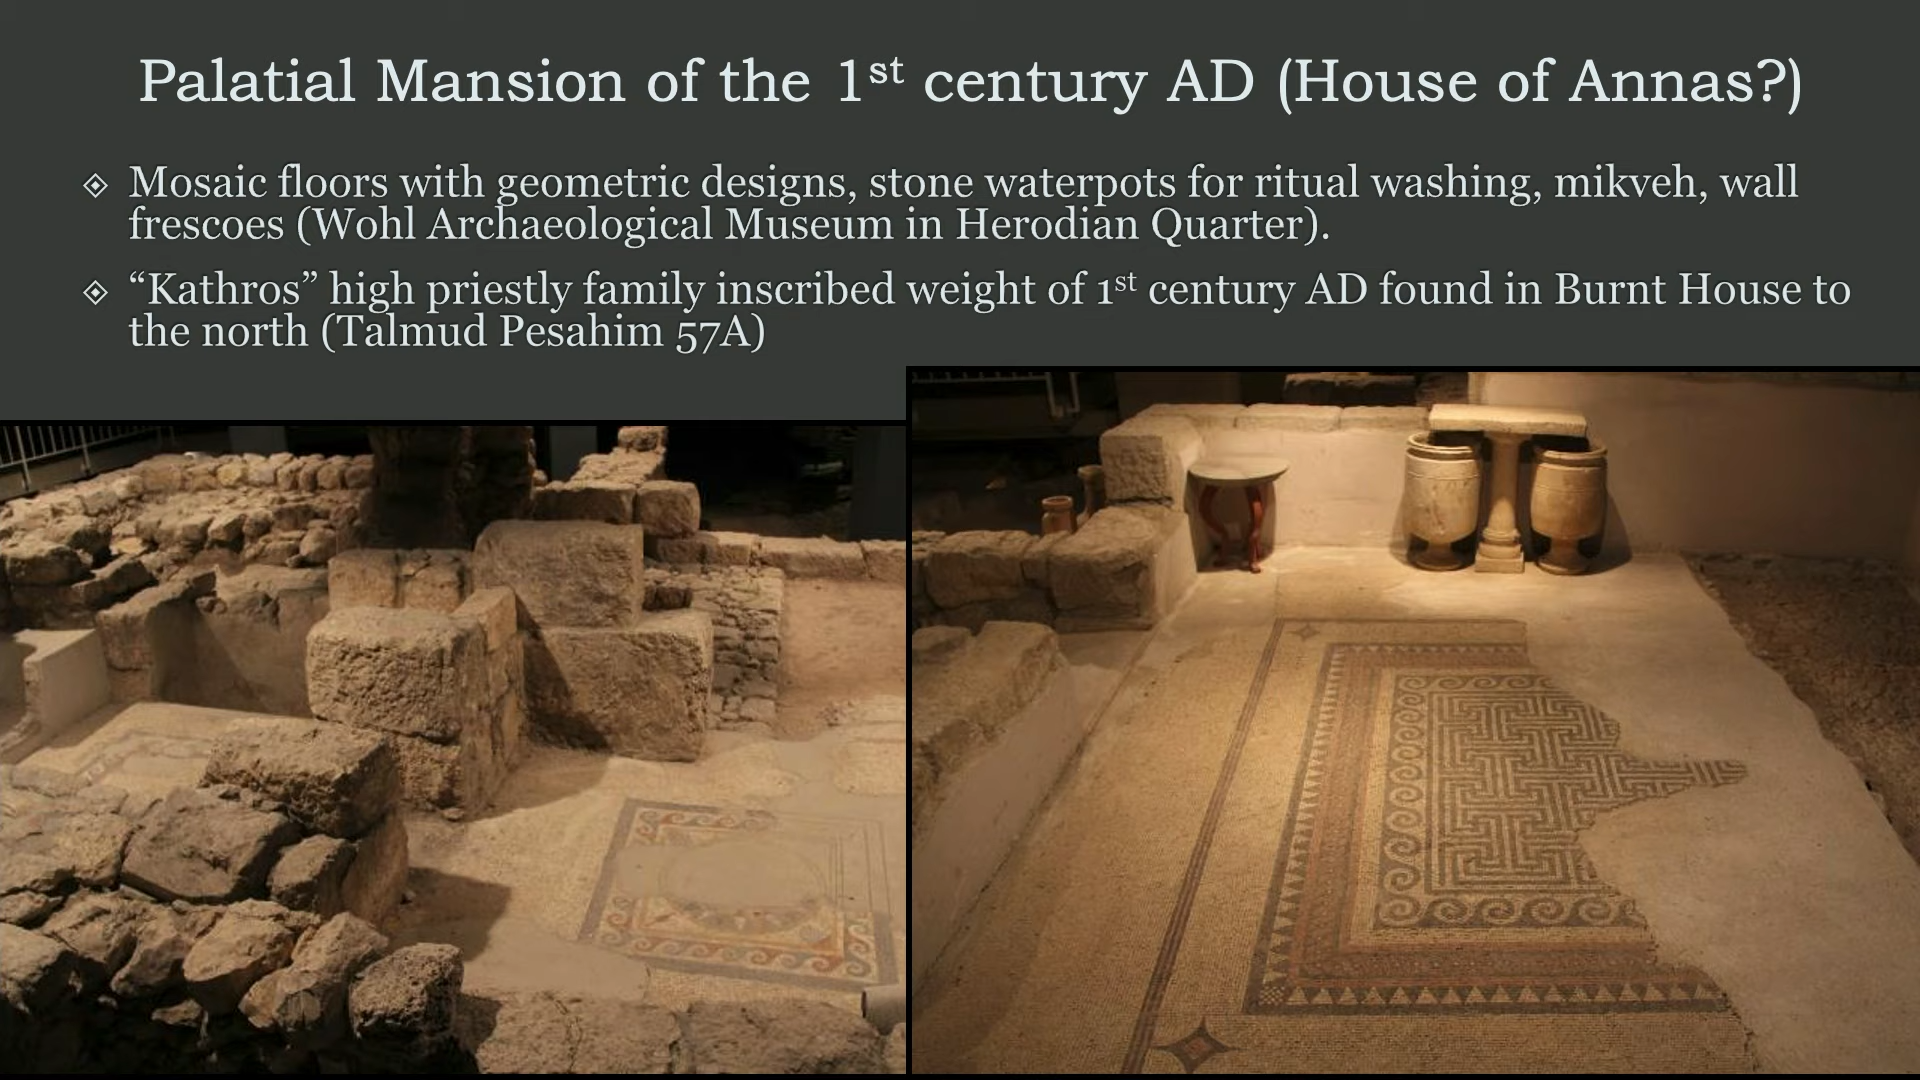 Palatial Mansion of the 1st century AD (House of Annas?)
Mosaic floors with geometric designs, stone waterpots for ritual washing, mikveh, wall
frescoes (Wohl Archaeological Museum in Herodian Quarter).
“Kathros” high priestly family inscribed weight of 1st century AD found in Burnt House to
the north (Talmud Pesahim 57A)